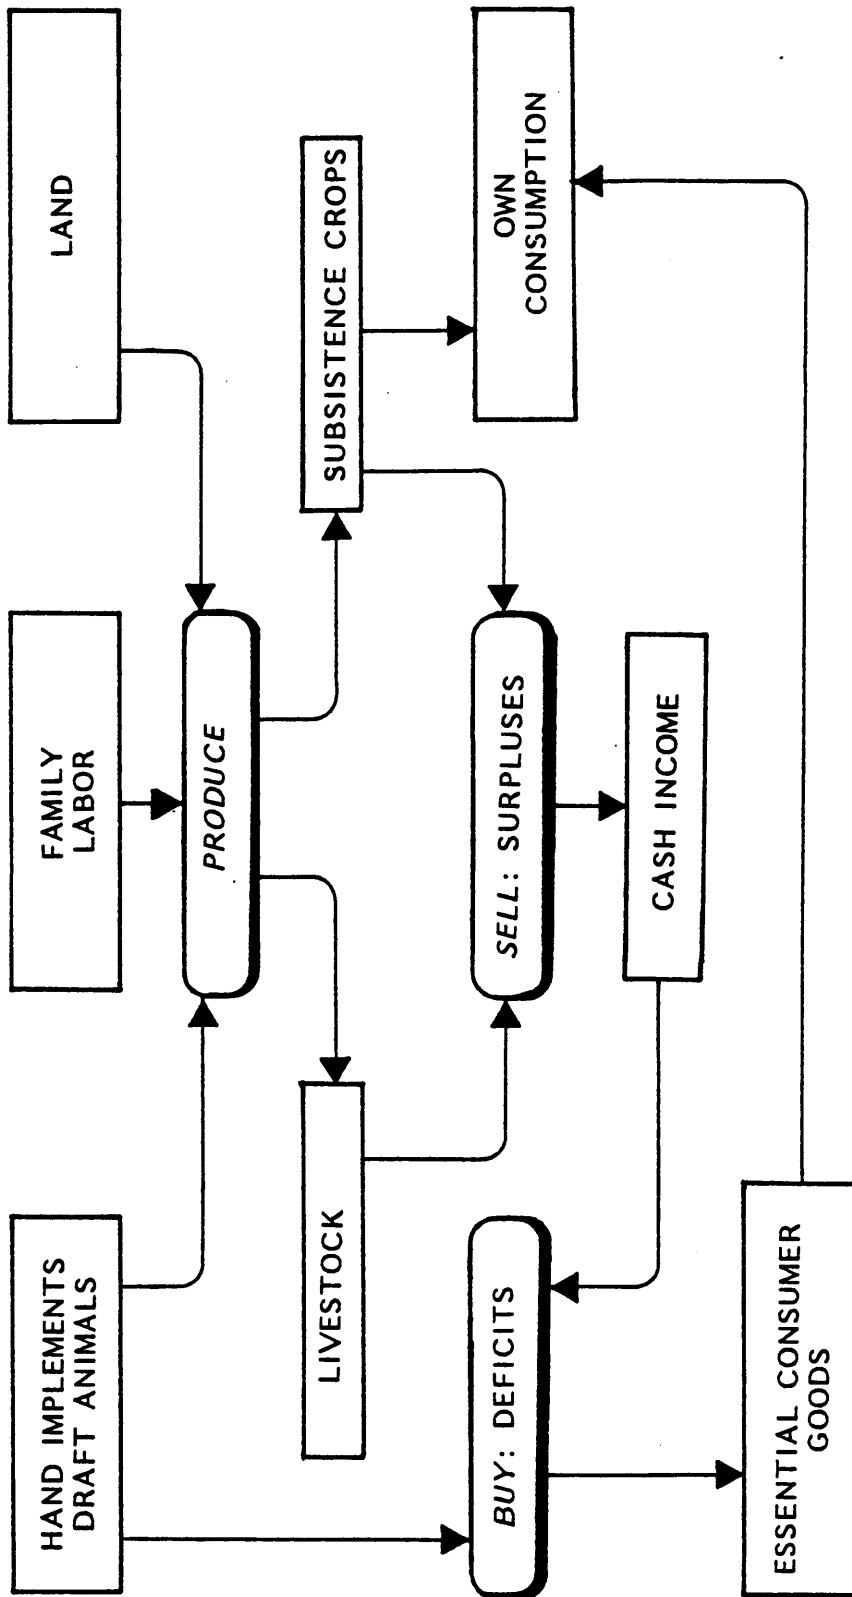 HAND IMPLEMENTS
DRAFT ANIMALS
FAMILY
LABOR
LAND
PRODUCE
LIVESTOCK
SUBSISTENCE CROPS
BUY: DEFICITS
SELL: SURPLUSES
OWN
CONSUMPTION
CASH INCOME
ESSENTIAL CONSUMER
GOODS